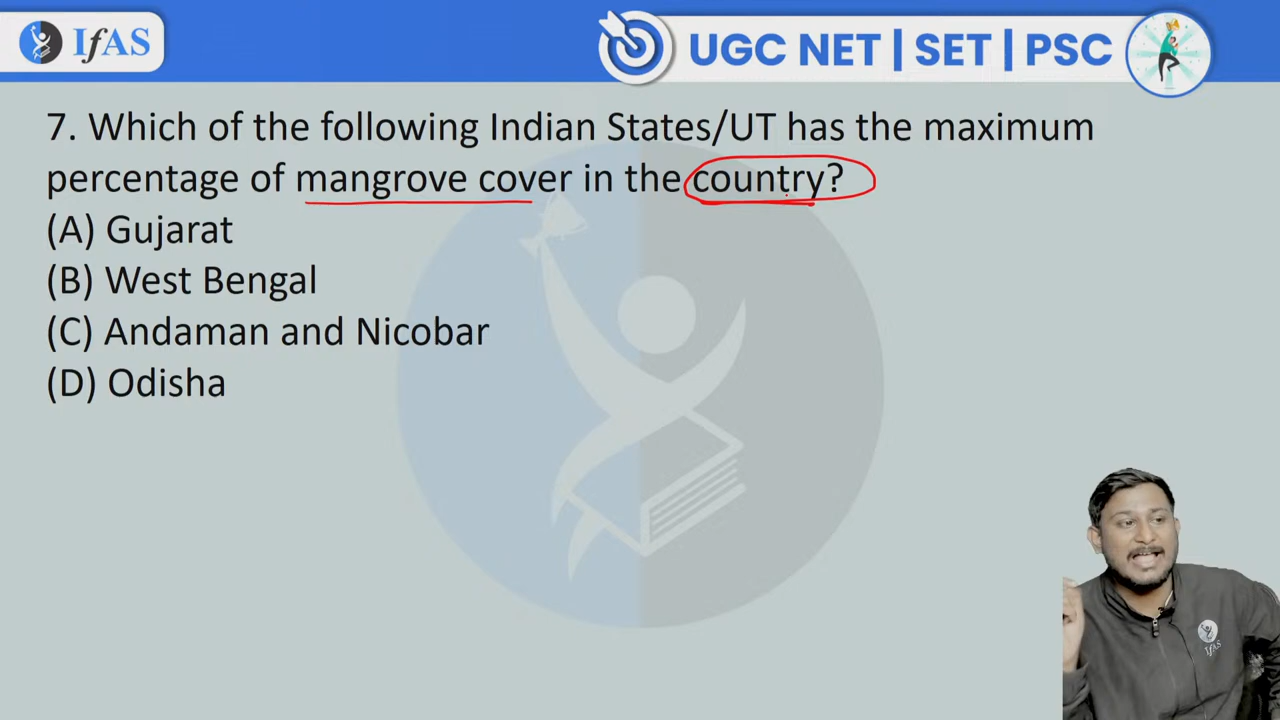 IfAS
UGC NET | SET | PSC
7. Which of the following Indian States/UT has the maximum
percentage of mangrove cover in the country?
(A) Gujarat
(B) West Bengal
(C) Andaman and Nicobar
(D) Odisha
IfAS